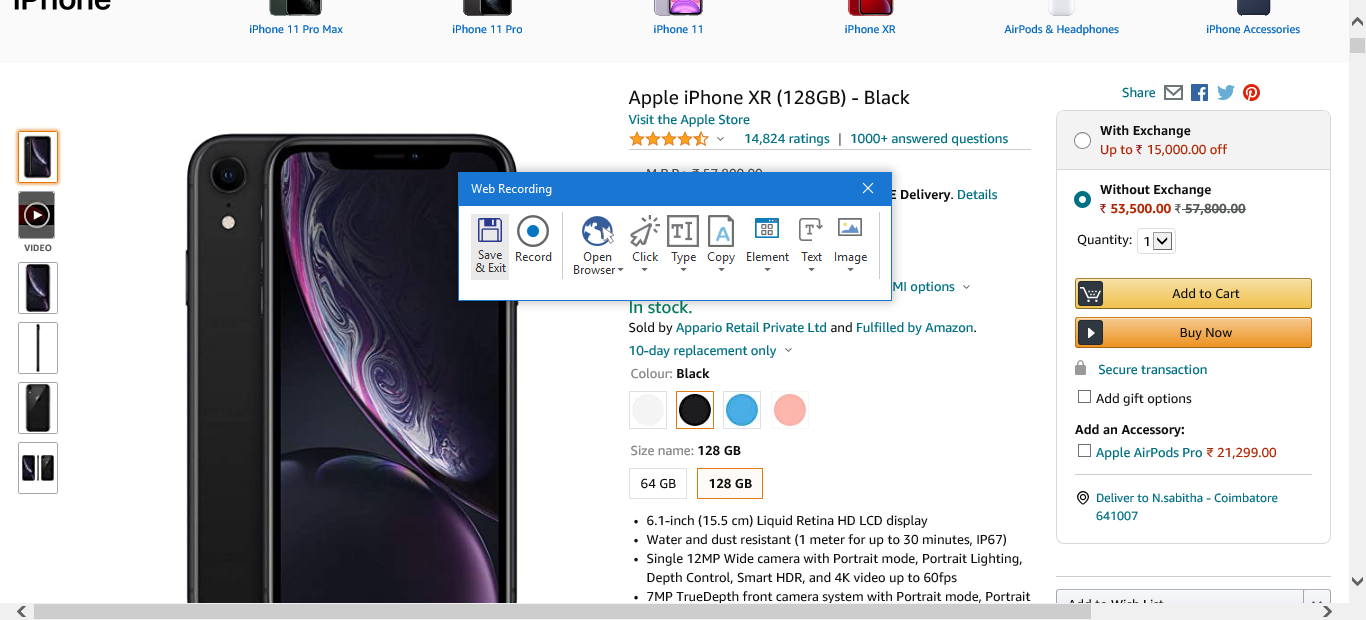 iPhone
iPhone 11 Pro Max
iPhone 11 Pro
iPhone 11
iPhone XR
AirPods & Headphones
iPhone Accessories
VIDEO
Apple iPhone XR (128GB) - Black
Visit the Apple Store
14,824 ratings | 1000+ answered questions
M.R.P.: ₹ 57,800.00
E Delivery. Details
Web Recording
Save & Exit
Record
Open Browser
Click
Type
Copy
Element
Text
Image
MI options
In stock.
Sold by Appario Retail Private Ltd and Fulfilled by Amazon.
10-day replacement only
Colour: Black
Size name: 128 GB
64 GB
128 GB
• 6.1-inch (15.5 cm) Liquid Retina HD LCD display
• Water and dust resistant (1 meter for up to 30 minutes, IP67)
• Single 12MP Wide camera with Portrait mode, Portrait Lighting,
Depth Control, Smart HDR, and 4K video up to 60fps
• 7MP TrueDepth front camera system with Portrait mode, Portrait
Share
With Exchange
Up to ₹ 15,000.00 off
Without Exchange
₹ 53,500.00 ₹ 57,800.00
Quantity: 1
Add to Cart
Buy Now
Secure transaction
Add gift options
Add an Accessory:
Apple AirPods Pro ₹ 21,299.00
Deliver to N.sabitha - Coimbatore
641007
Add to Wish List